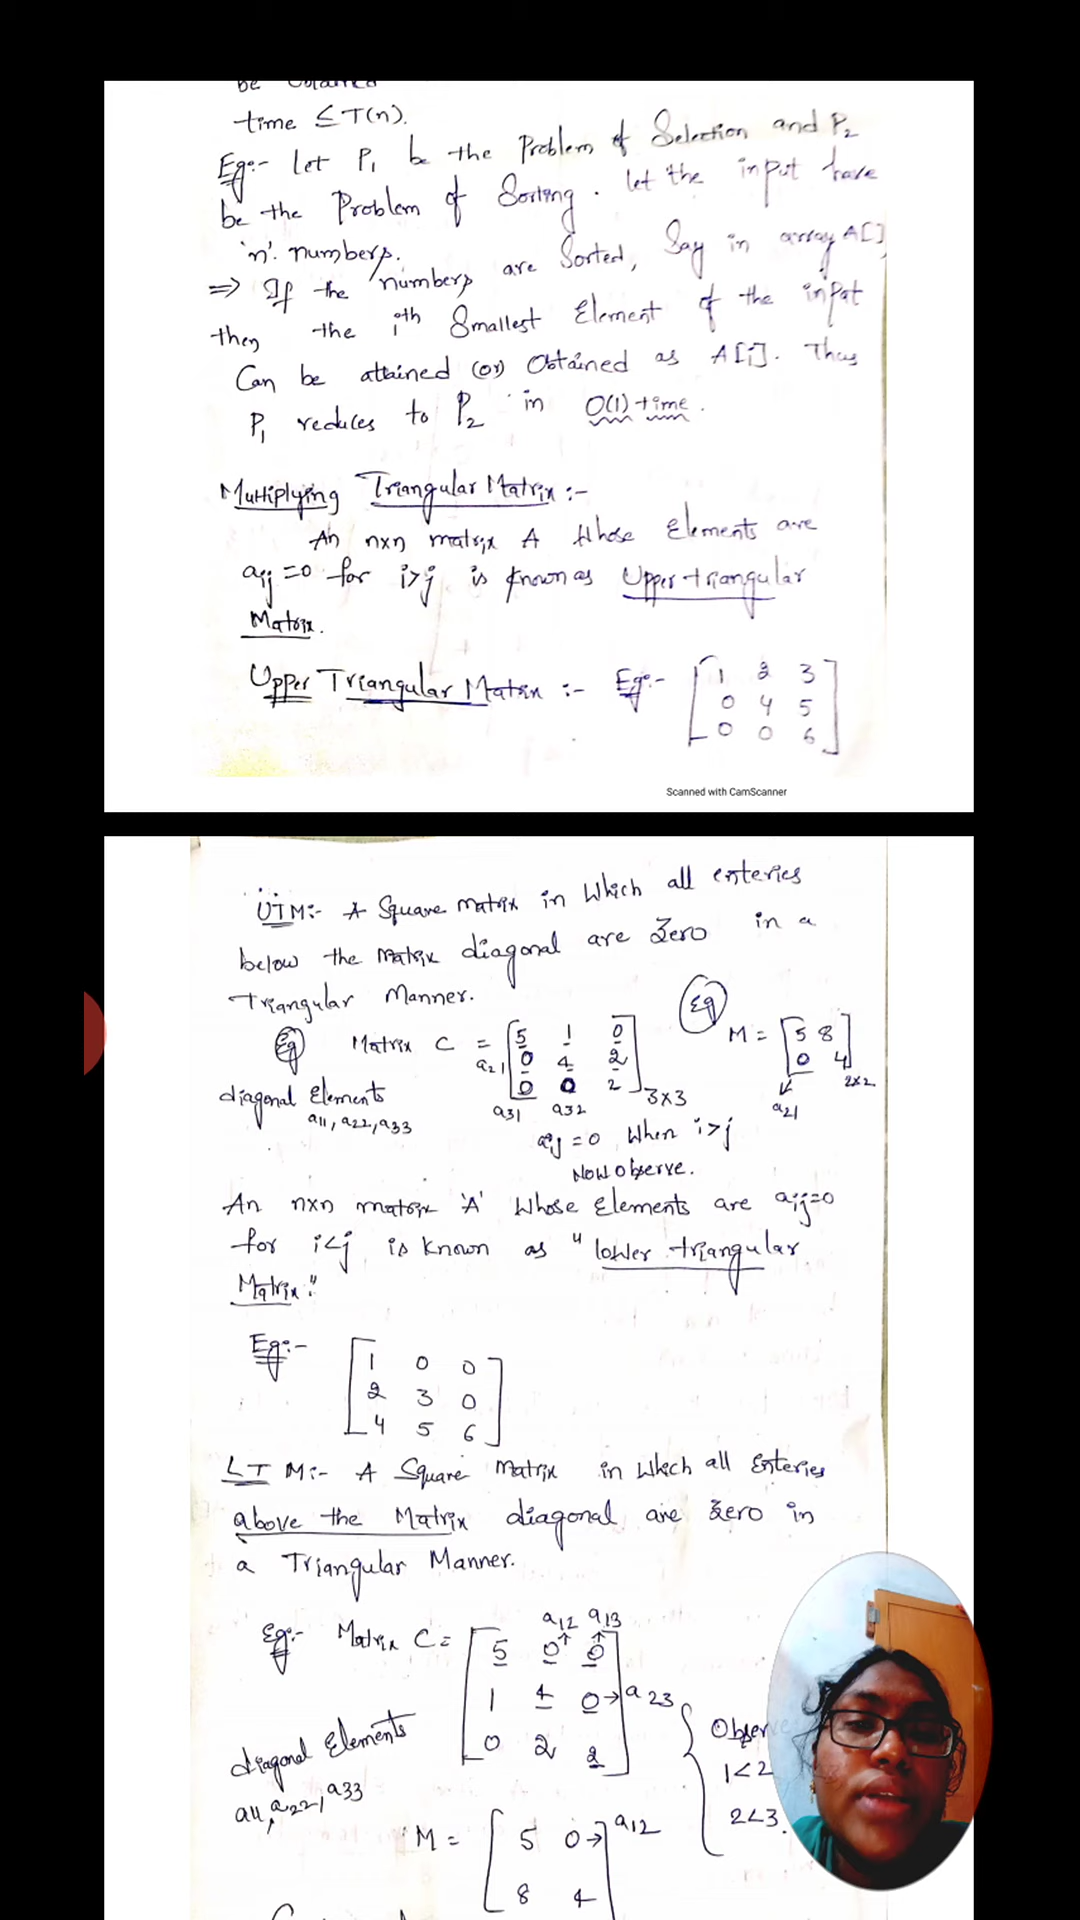 be obtained
time ≤ T(n).
Eg:- let P1 be the Problem of Selection and P2
be the Problem of Sorting. let the input have
'n' numbers.
⇒ If the numbers are Sorted, Say in array A[]
then the ith Smallest Element of the input
Can be attained (or) Obtained as A[i]. Thus
P1 reduces to P2 in O(1) time.
Multiplying Triangular Matrix :-
An nxn matrix A Whose Elements are
aij =0 for i>j is known as Upper triangular
Matrix.
Upper Triangular Matrix :- Eg:- [1 2 3
0 4 5
0 0 6]
Scanned with CamScanner
UTM:- A Square matrix in Which all enteries
below the Matrix diagonal are Zero in a
Triangular Manner.
Eg Matrix C = [5 1 0 Eg M = [5 8]
a21 0 4 2 0 4] 2x2
0 0 2] 3x3 a21
diagonal Elements a31 a32
a11, a22, a33
aij = 0 When i>j
Now observe.
An nxn matrix 'A' Whose Elements are aij=0
for i<j is known as "lower triangular
Matrix."
Eg:- [1 0 0
2 3 0
4 5 6]
LTM:- A Square Matrix in Which all Enteries
above the Matrix diagonal are Zero in
a Triangular Manner.
a12 a13
Eg:- Matrix C = [5 0 0
1 4 0 → a23
0 2 2]
diagonal Elements
a11, a22, a33
Observe
1<2
2<3.
M = [5 0 → a12
8 4